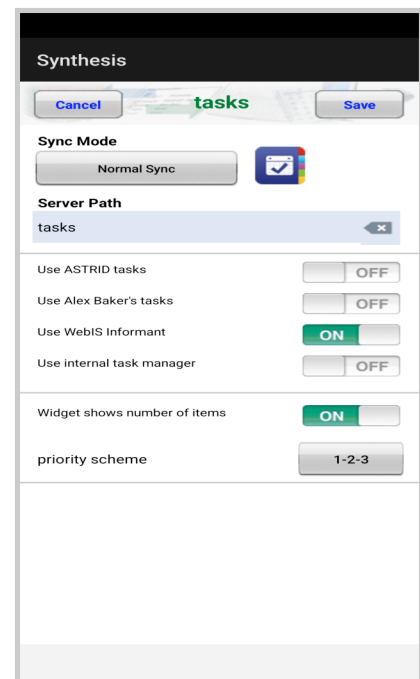 Synthesis
Cancel tasks Save
Sync Mode
Normal Sync
Server Path
tasks
Use ASTRID tasks OFF
Use Alex Baker's tasks OFF
Use WebIS Informant ON
Use internal task manager OFF
Widget shows number of items ON
priority scheme 1-2-3